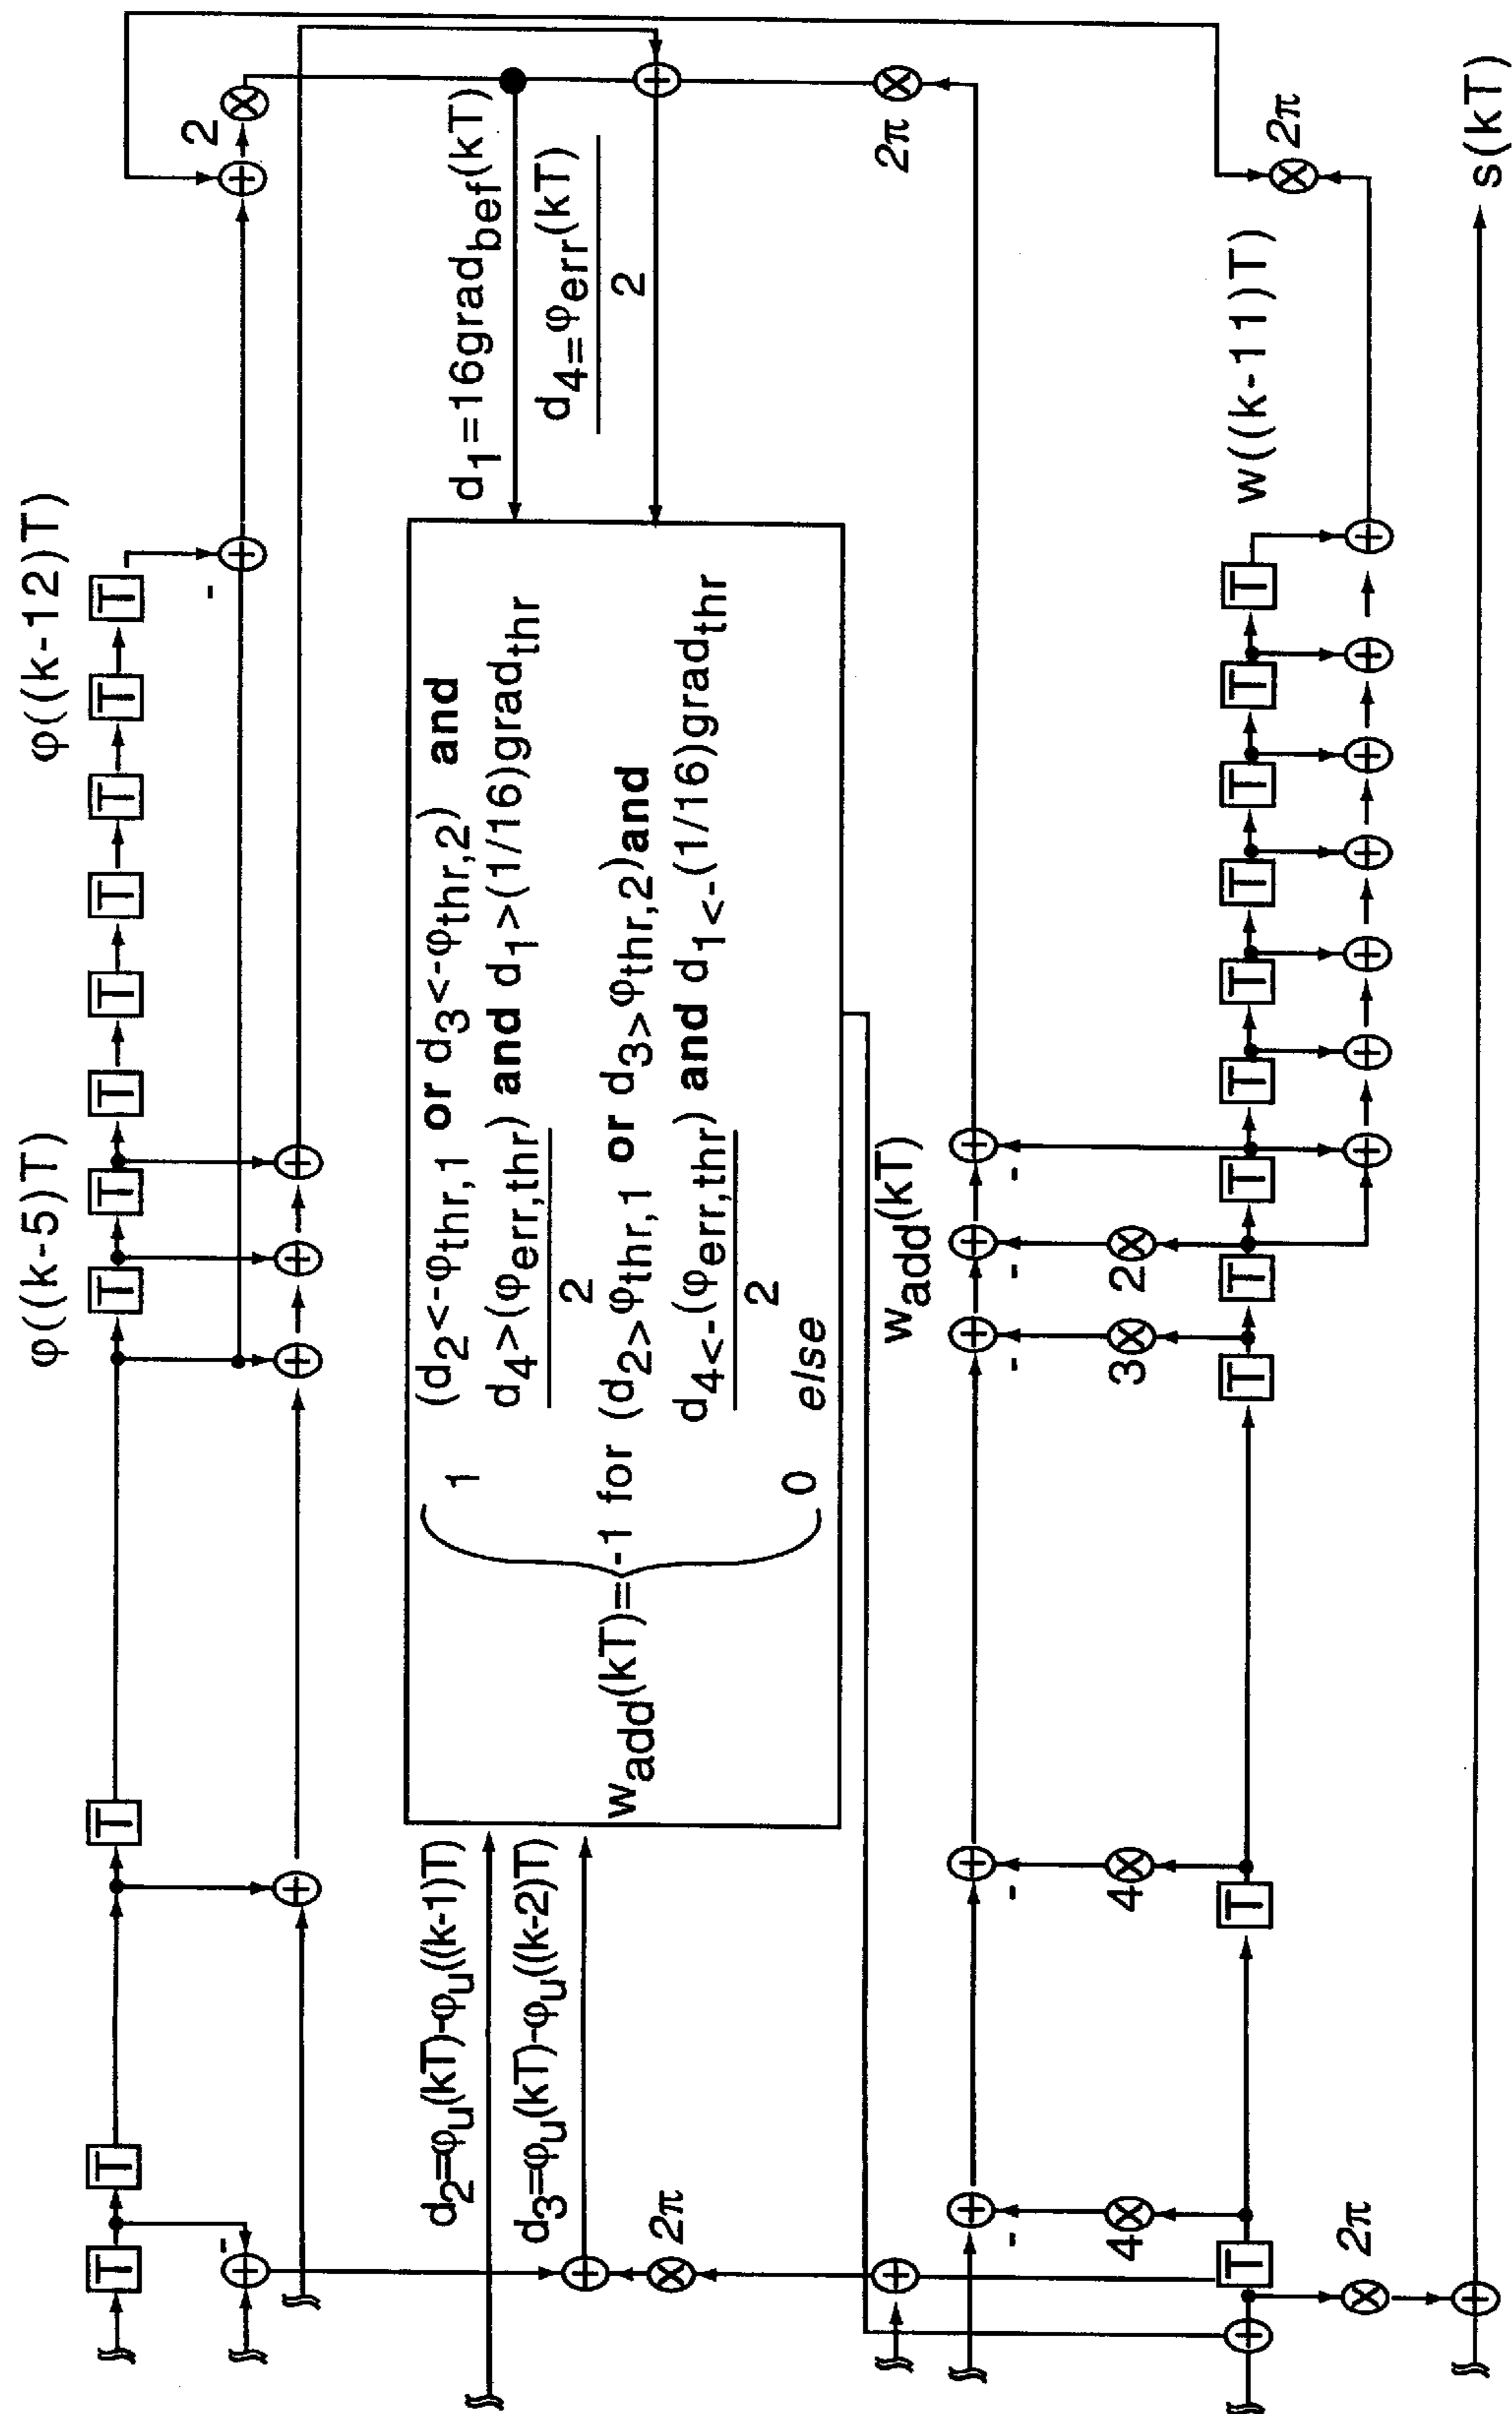 φ((k-5)T)
φ((k-12)T)
T T T T T T T T T T T
-
-
2
d1=16gradbef(kT)
d4=φerr(kT)
2
d2=φu(kT)-φu((k-1)T)
d3=φu(kT)-φu((k-2)T)
2π
1 (d2<-φthr,1 or d3<-φthr,2) and
d4>(φerr,thr) and d1>(1/16)gradthr
2
wadd(kT)= -1 for (d2>φthr,1 or d3>φthr,2)and
d4<-(φerr,thr) and d1<-(1/16)gradthr
2
0 else
2π
wadd(kT)
- - - - -
4 4 3 2
w((k-11)T)
T T T T T T T T T T T
2π
2π
s(kT)